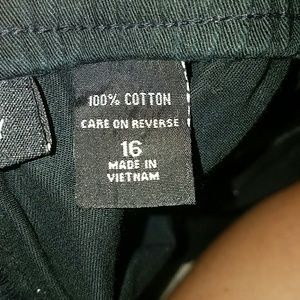 100% COTTON
CARE ON REVERSE
16
MADE IN
VIETNAM